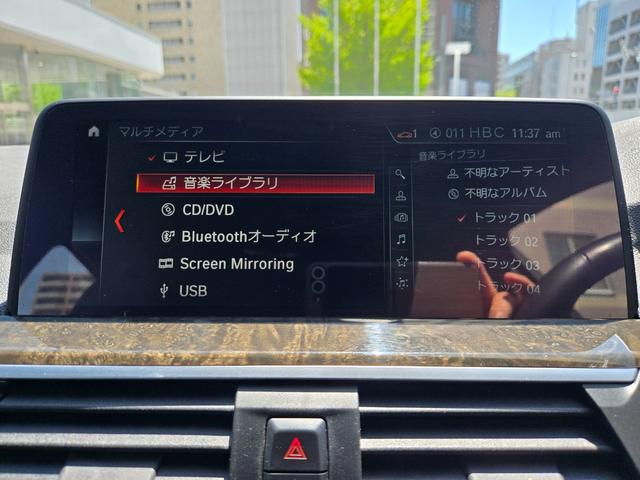 マルチメディア
1 011 HBC 11:37 am
テレビ
音楽ライブラリ
CD/DVD
Bluetoothオーディオ
Screen Mirroring
USB
音楽ライブラリ
不明なアーティスト
不明なアルバム
トラック 01
トラック 02
トラック 03
トラック 04